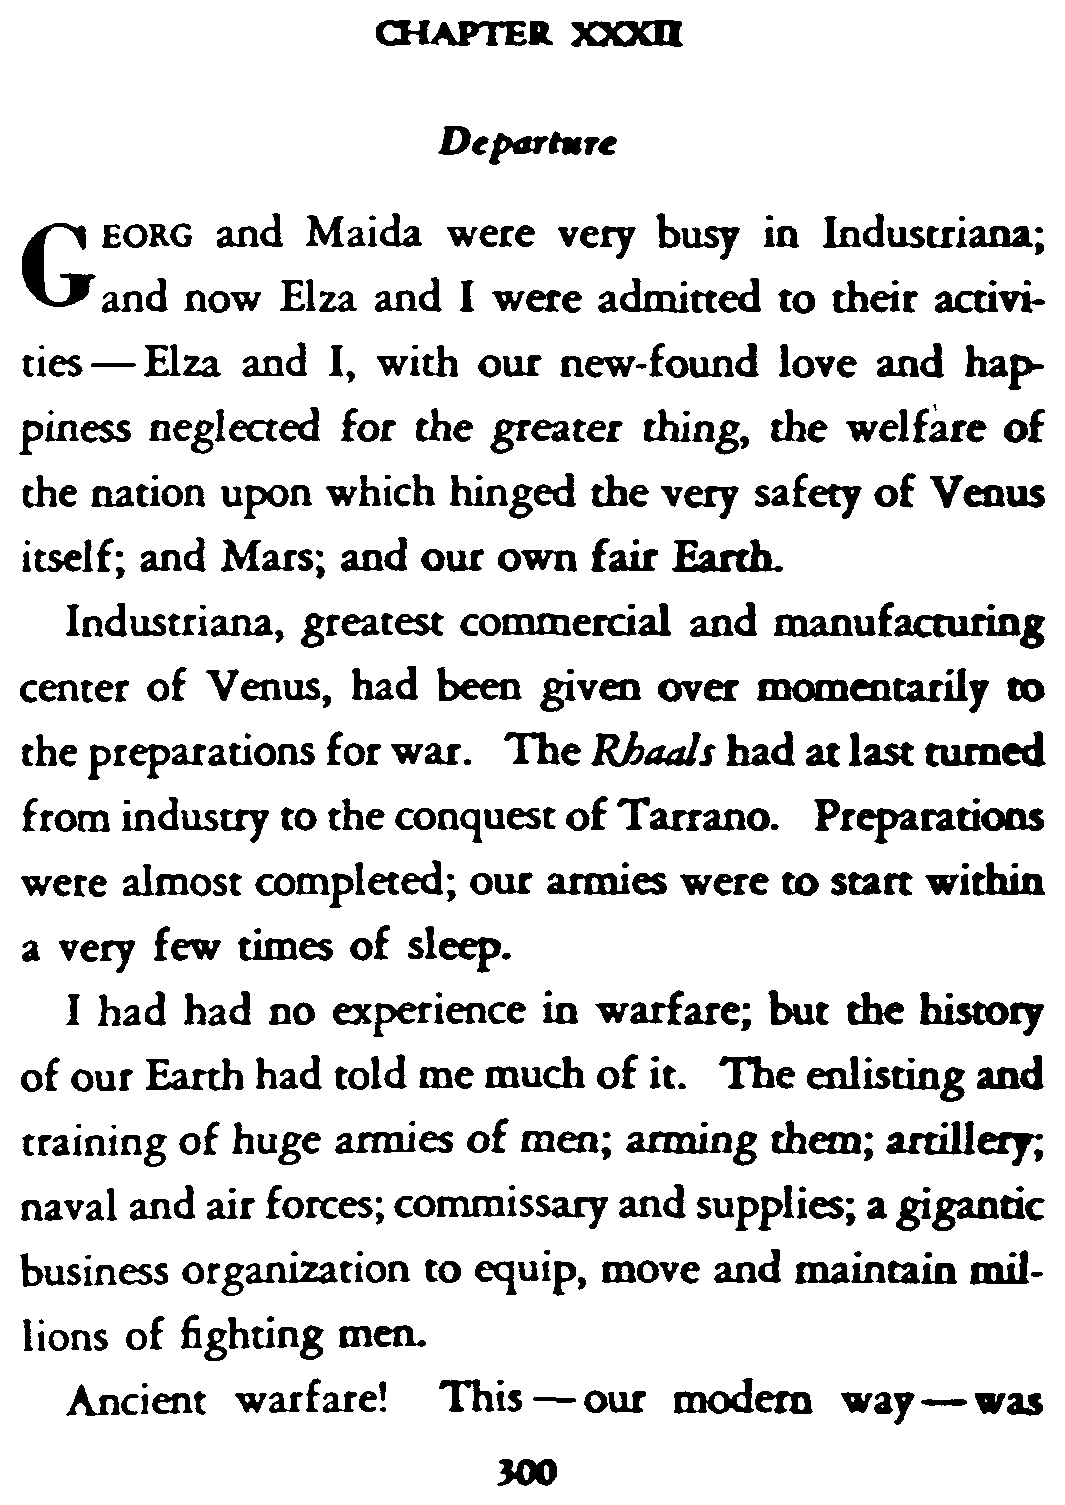 CHAPTER XXXII
Departure
GEORG and Maida were very busy in Industriana;
and now Elza and I were admitted to their activi-
ties—Elza and I, with our new-found love and hap-
piness neglected for the greater thing, the welfare of
the nation upon which hinged the very safety of Venus
itself; and Mars; and our own fair Earth.
Industriana, greatest commercial and manufacturing
center of Venus, had been given over momentarily to
the preparations for war. The Rhaals had at last turned
from industry to the conquest of Tarrano. Preparations
were almost completed; our armies were to start within
a very few times of sleep.
I had had no experience in warfare; but the history
of our Earth had told me much of it. The enlisting and
training of huge armies of men; arming them; artillery;
naval and air forces; commissary and supplies; a gigantic
business organization to equip, move and maintain mil-
lions of fighting men.
Ancient warfare! This—our modern way—was
300